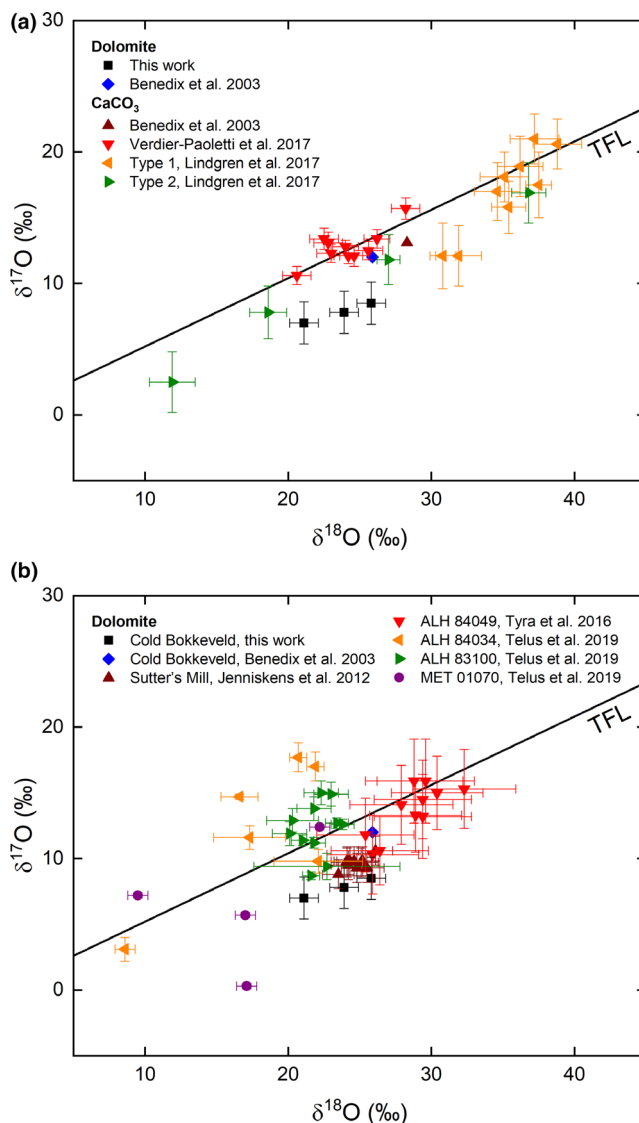 (a)
30
20
10
0
δ17O (‰)
Dolomite
This work
Benedix et al. 2003
CaCO3
Benedix et al. 2003
Verdier-Paoletti et al. 2017
Type 1, Lindgren et al. 2017
Type 2, Lindgren et al. 2017
TFL
10 20 30 40
δ18O (‰)
(b)
30
20
10
0
δ17O (‰)
Dolomite
Cold Bokkeveld, this work
Cold Bokkeveld, Benedix et al. 2003
Sutter's Mill, Jenniskens et al. 2012
ALH 84049, Tyra et al. 2016
ALH 84034, Telus et al. 2019
ALH 83100, Telus et al. 2019
MET 01070, Telus et al. 2019
TFL
10 20 30 40
δ18O (‰)